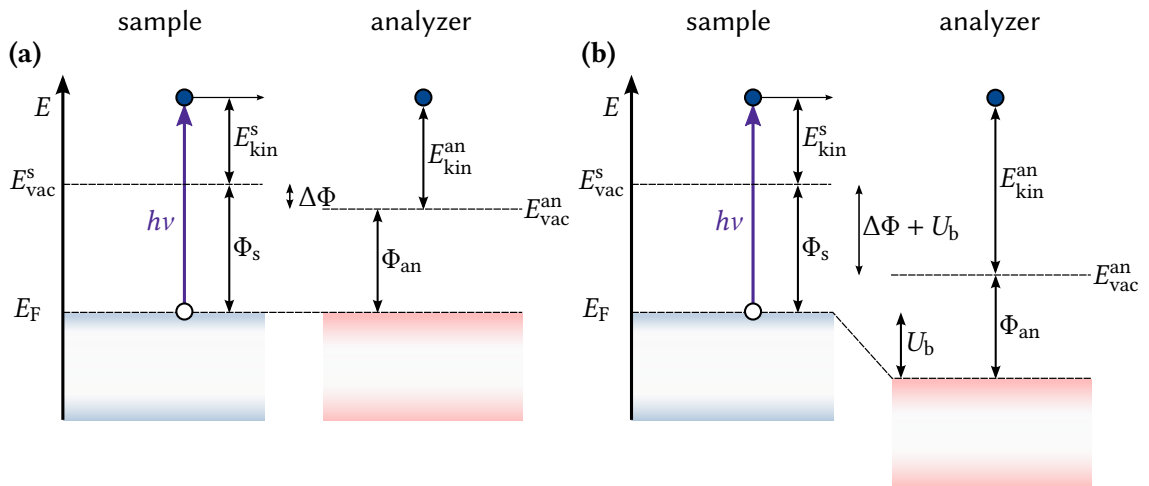 sample
analyzer
(a)
E
E^s_kin
E^an_kin
E^s_vac
ΔΦ
E^an_vac
hν
Φ_s
Φ_an
E_F
sample
analyzer
(b)
E
E^s_kin
E^an_kin
E^s_vac
hν
Φ_s
ΔΦ + U_b
E^an_vac
E_F
U_b
Φ_an